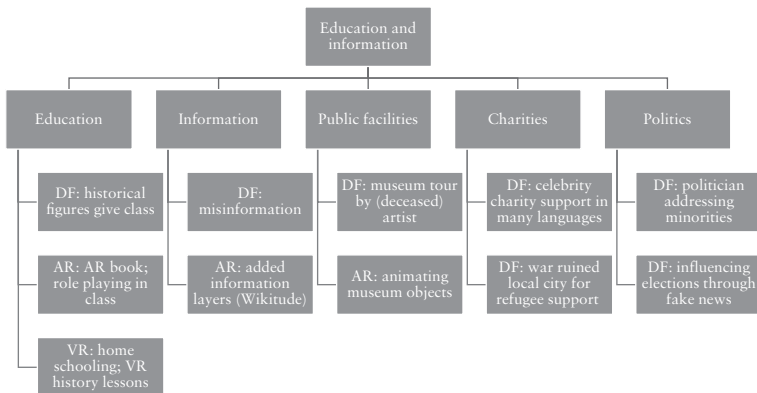 Education and
information
Education
Information
Public facilities
Charities
Politics
DF: historical
figures give class
DF:
misinformation
DF: museum tour
by (deceased)
artist
DF: celebrity
charity support in
many languages
DF: politician
addressing
minorities
AR: AR book;
role playing in
class
AR: added
information
layers (Wikitude)
AR: animating
museum objects
DF: war ruined
local city for
refugee support
DF: influencing
elections through
fake news
VR: home
schooling; VR
history lessons